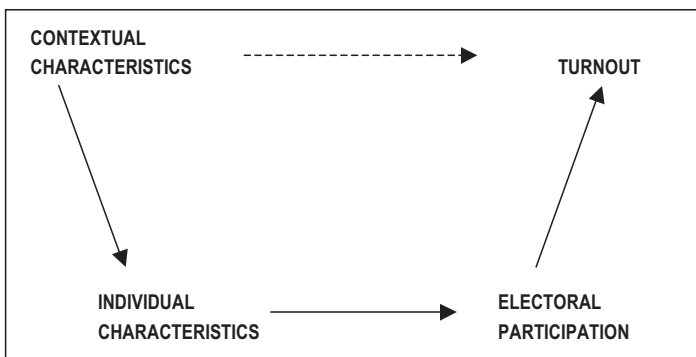 CONTEXTUAL
CHARACTERISTICS
TURNOUT
INDIVIDUAL
CHARACTERISTICS
ELECTORAL
PARTICIPATION